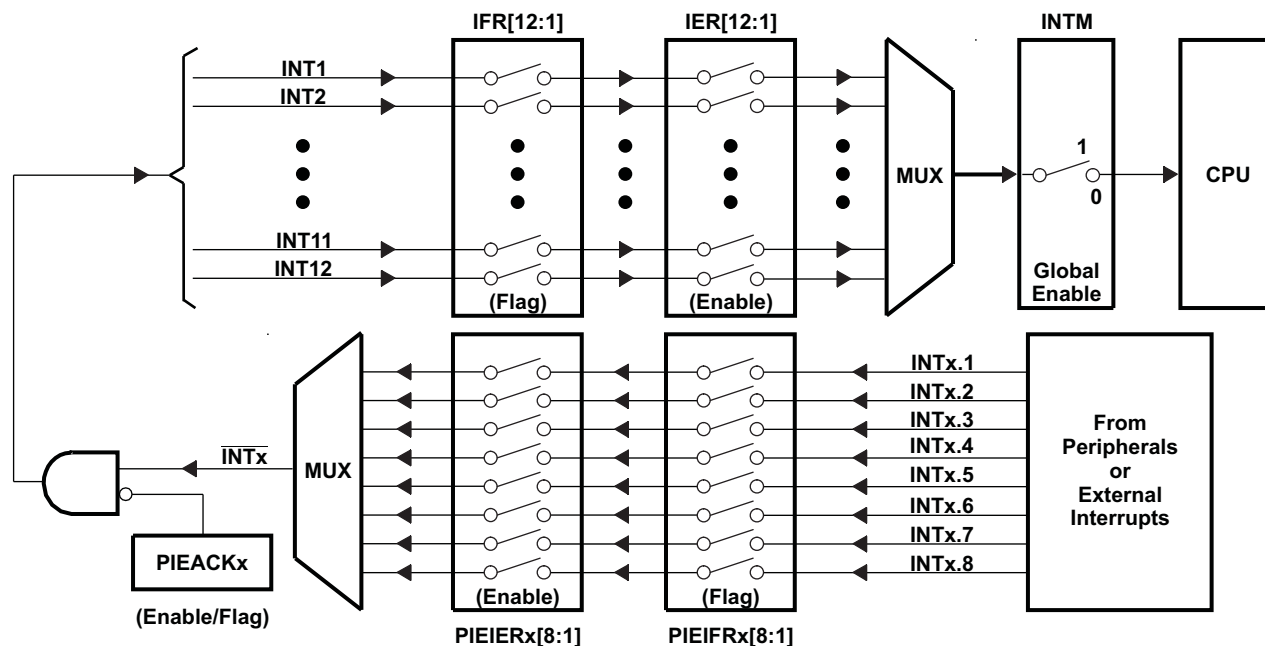 IFR[12:1]
IER[12:1]
INTM
INT1
INT2
MUX
1
0
CPU
INT11
INT12
(Flag)
(Enable)
Global
Enable
INTx.1
INTx.2
INTx.3
INTx.4
INTx.5
INTx.6
INTx.7
INTx.8
From
Peripherals
or
External
Interrupts
INTx
MUX
PIEACKx
(Enable/Flag)
(Enable)
(Flag)
PIEIERx[8:1]
PIEIFRx[8:1]